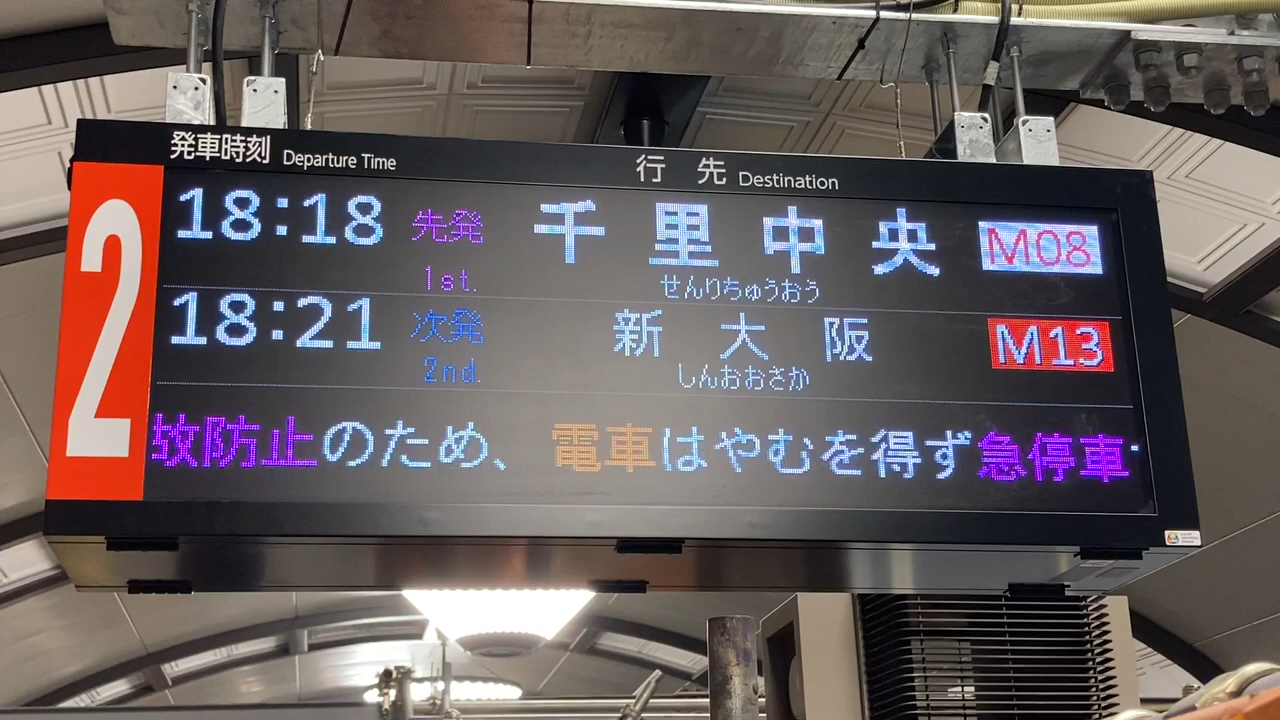 発車時刻 Departure Time 行先 Destination
2
18:18 先発 千里中央 M08
1st. せんりちゅうおう
18:21 次発 新大阪 M13
2nd. しんおおさか
故防止のため、電車はやむを得ず急停車